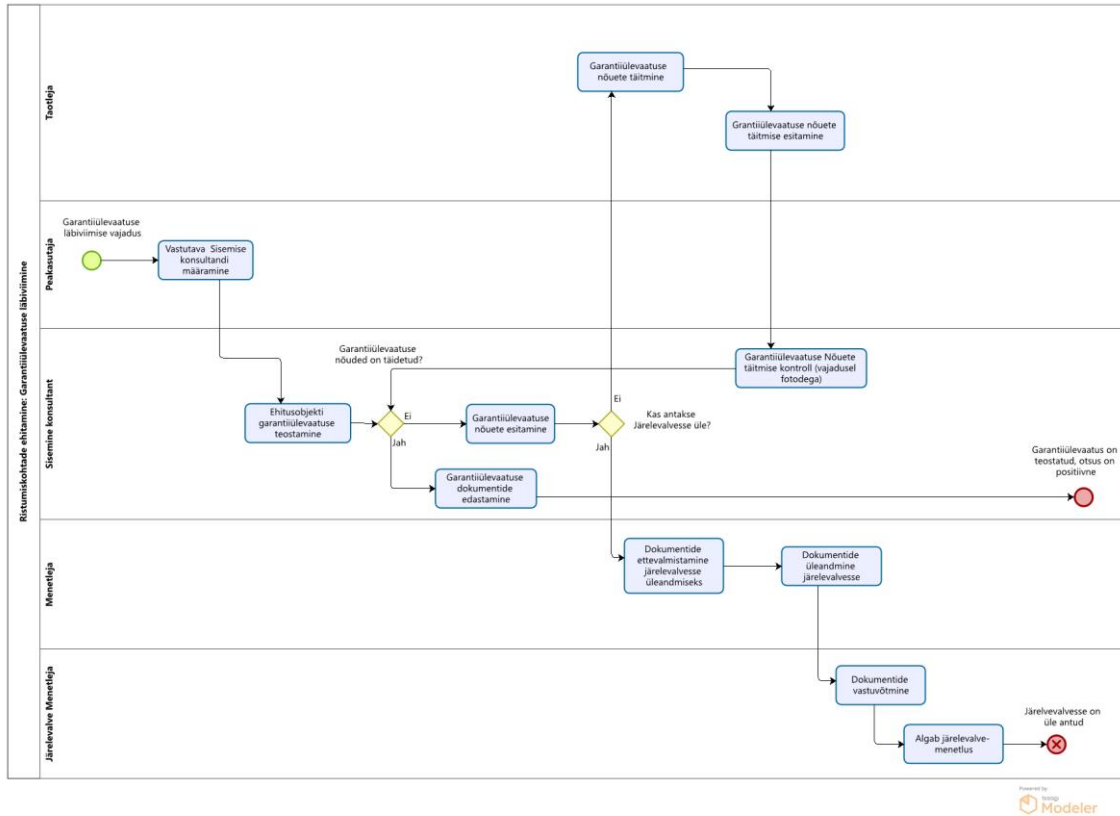 Ristumiskohtade ehitamine: Garantiiülevaatuse läbiviimine
Taotleja
Garantiiülevaatuse
nõuete täitmine
Grantiiülevaatuse nõuete
täitmise esitamine
Peakasutaja
Garantiiülevaatuse
läbiviimise vajadus
Vastutava Sisemise
konsultandi
määramine
Sisemine konsultant
Garantiiülevaatuse
nõuded on täidetud?
Garantiiülevaatuse Nõuete
täitmise kontroll (vajadusel
fotodega)
Ehitusobjekti
garantiiülevaatuse
teostamine
Ei
Jah
Garantiiülevaatuse
nõuete esitamine
Ei
Jah
Kas antakse
Järelevalvesse üle?
Garantiiülevaatuse
dokumentide
edastamine
Garantiiülevaatus on
teostatud, otsus on
positiivne
Menetleja
Dokumentide
ettevalmistamine
järelevalvesse
üleandmiseks
Dokumentide
üleandmine
järelevalvesse
Järelevalve Menetleja
Dokumentide
vastuvõtmine
Algab järelevalve-
menetlus
Järelvevalvesse on
üle antud
Powered by
bizagi
Modeler